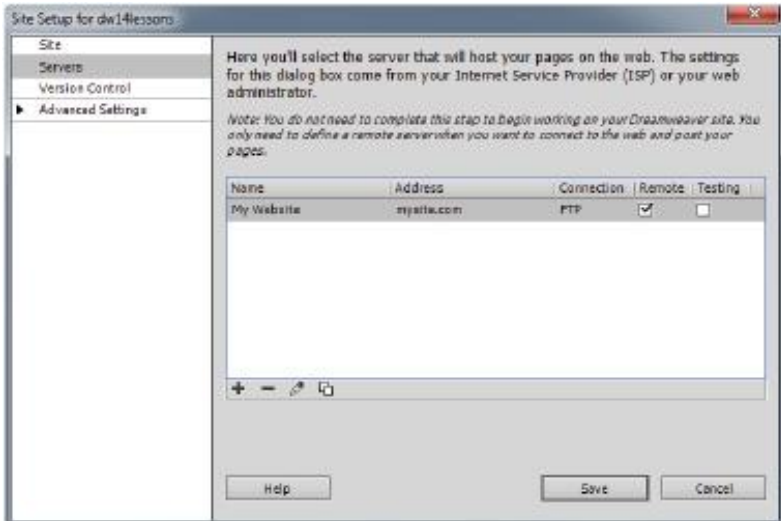 Site Setup for dw14lessons
Site
Servers
Version Control
Advanced Settings
Here you'll select the server that will host your pages on the web. The settings
for this dialog box come from your Internet Service Provider (ISP) or your web
administrator.
Note: You do not need to complete this step to begin working on your Dreamweaver site. You
only need to define a remote server when you want to connect to the web and post your
pages.
Name Address Connection Remote Testing
My Website mysite.com FTP
Help Save Cancel